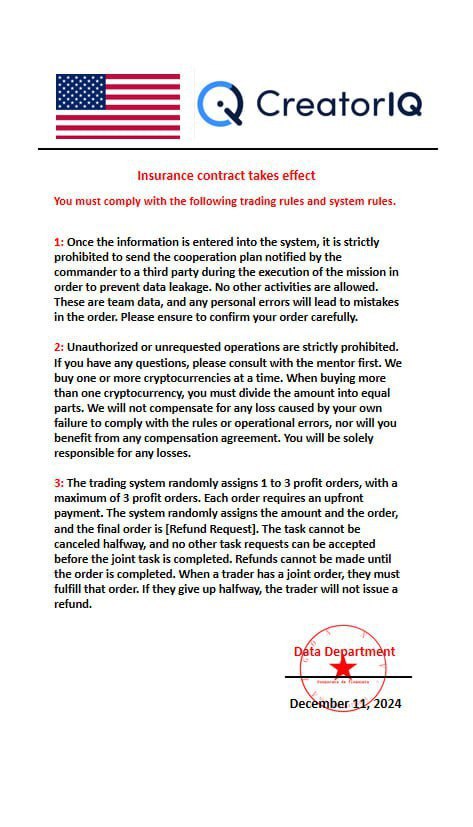 CreatorIQ
Insurance contract takes effect
You must comply with the following trading rules and system rules.
1: Once the information is entered into the system, it is strictly
prohibited to send the cooperation plan notified by the
commander to a third party during the execution of the mission in
order to prevent data leakage. No other activities are allowed.
These are team data, and any personal errors will lead to mistakes
in the order. Please ensure to confirm your order carefully.
2: Unauthorized or unrequested operations are strictly prohibited.
If you have any questions, please consult with the mentor first. We
buy one or more cryptocurrencies at a time. When buying more
than one cryptocurrency, you must divide the amount into equal
parts. We will not compensate for any loss caused by your own
failure to comply with the rules or operational errors, nor will you
benefit from any compensation agreement. You will be solely
responsible for any losses.
3: The trading system randomly assigns 1 to 3 profit orders, with a
maximum of 3 profit orders. Each order requires an upfront
payment. The system randomly assigns the amount and the order,
and the final order is [Refund Request]. The task cannot be
canceled halfway, and no other task requests can be accepted
before the joint task is completed. Refunds cannot be made until
the order is completed. When a trader has a joint order, they must
fulfill that order. If they give up halfway, the trader will not issue a
refund.
Data Department
December 11, 2024